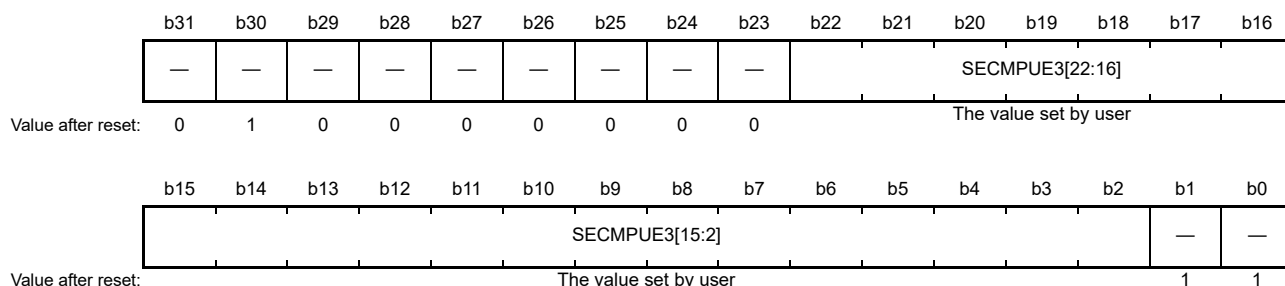 b31 b30 b29 b28 b27 b26 b25 b24 b23 b22 b21 b20 b19 b18 b17 b16
— — — — — — — — — SECMPUE3[22:16]
Value after reset: 0 1 0 0 0 0 0 0 0 The value set by user
b15 b14 b13 b12 b11 b10 b9 b8 b7 b6 b5 b4 b3 b2 b1 b0
SECMPUE3[15:2] — —
Value after reset: The value set by user 1 1